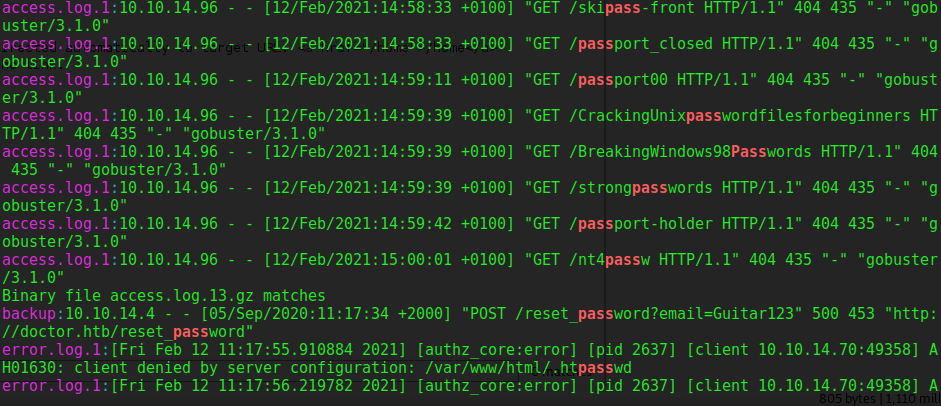 access.log.1:10.10.14.96 - - [12/Feb/2021:14:58:33 +0100] "GET /skipass-front HTTP/1.1" 404 435 "-" "gob
uster/3.1.0"
access.log.1:10.10.14.96 - - [12/Feb/2021:14:58:33 +0100] "GET /passport_closed HTTP/1.1" 404 435 "-" "g
obuster/3.1.0"
access.log.1:10.10.14.96 - - [12/Feb/2021:14:59:11 +0100] "GET /passport00 HTTP/1.1" 404 435 "-" "gobust
er/3.1.0"
access.log.1:10.10.14.96 - - [12/Feb/2021:14:59:39 +0100] "GET /CrackingUnixpasswordfilesforbeginners HT
TP/1.1" 404 435 "-" "gobuster/3.1.0"
access.log.1:10.10.14.96 - - [12/Feb/2021:14:59:39 +0100] "GET /BreakingWindows98Passwords HTTP/1.1" 404
 435 "-" "gobuster/3.1.0"
access.log.1:10.10.14.96 - - [12/Feb/2021:14:59:39 +0100] "GET /strongpasswords HTTP/1.1" 404 435 "-" "g
obuster/3.1.0"
access.log.1:10.10.14.96 - - [12/Feb/2021:14:59:42 +0100] "GET /passport-holder HTTP/1.1" 404 435 "-" "g
obuster/3.1.0"
access.log.1:10.10.14.96 - - [12/Feb/2021:15:00:01 +0100] "GET /nt4passw HTTP/1.1" 404 435 "-" "gobuster
/3.1.0"
Binary file access.log.13.gz matches
backup:10.10.14.4 - - [05/Sep/2020:11:17:34 +2000] "POST /reset_password?email=Guitar123" 500 453 "http:
//doctor.htb/reset_password"
error.log.1:[Fri Feb 12 11:17:55.910884 2021] [authz_core:error] [pid 2637] [client 10.10.14.70:49358] A
H01630: client denied by server configuration: /var/www/html/.htpasswd
error.log.1:[Fri Feb 12 11:17:56.219782 2021] [authz_core:error] [pid 2637] [client 10.10.14.70:49358] A
805 bytes | 1,110 mil